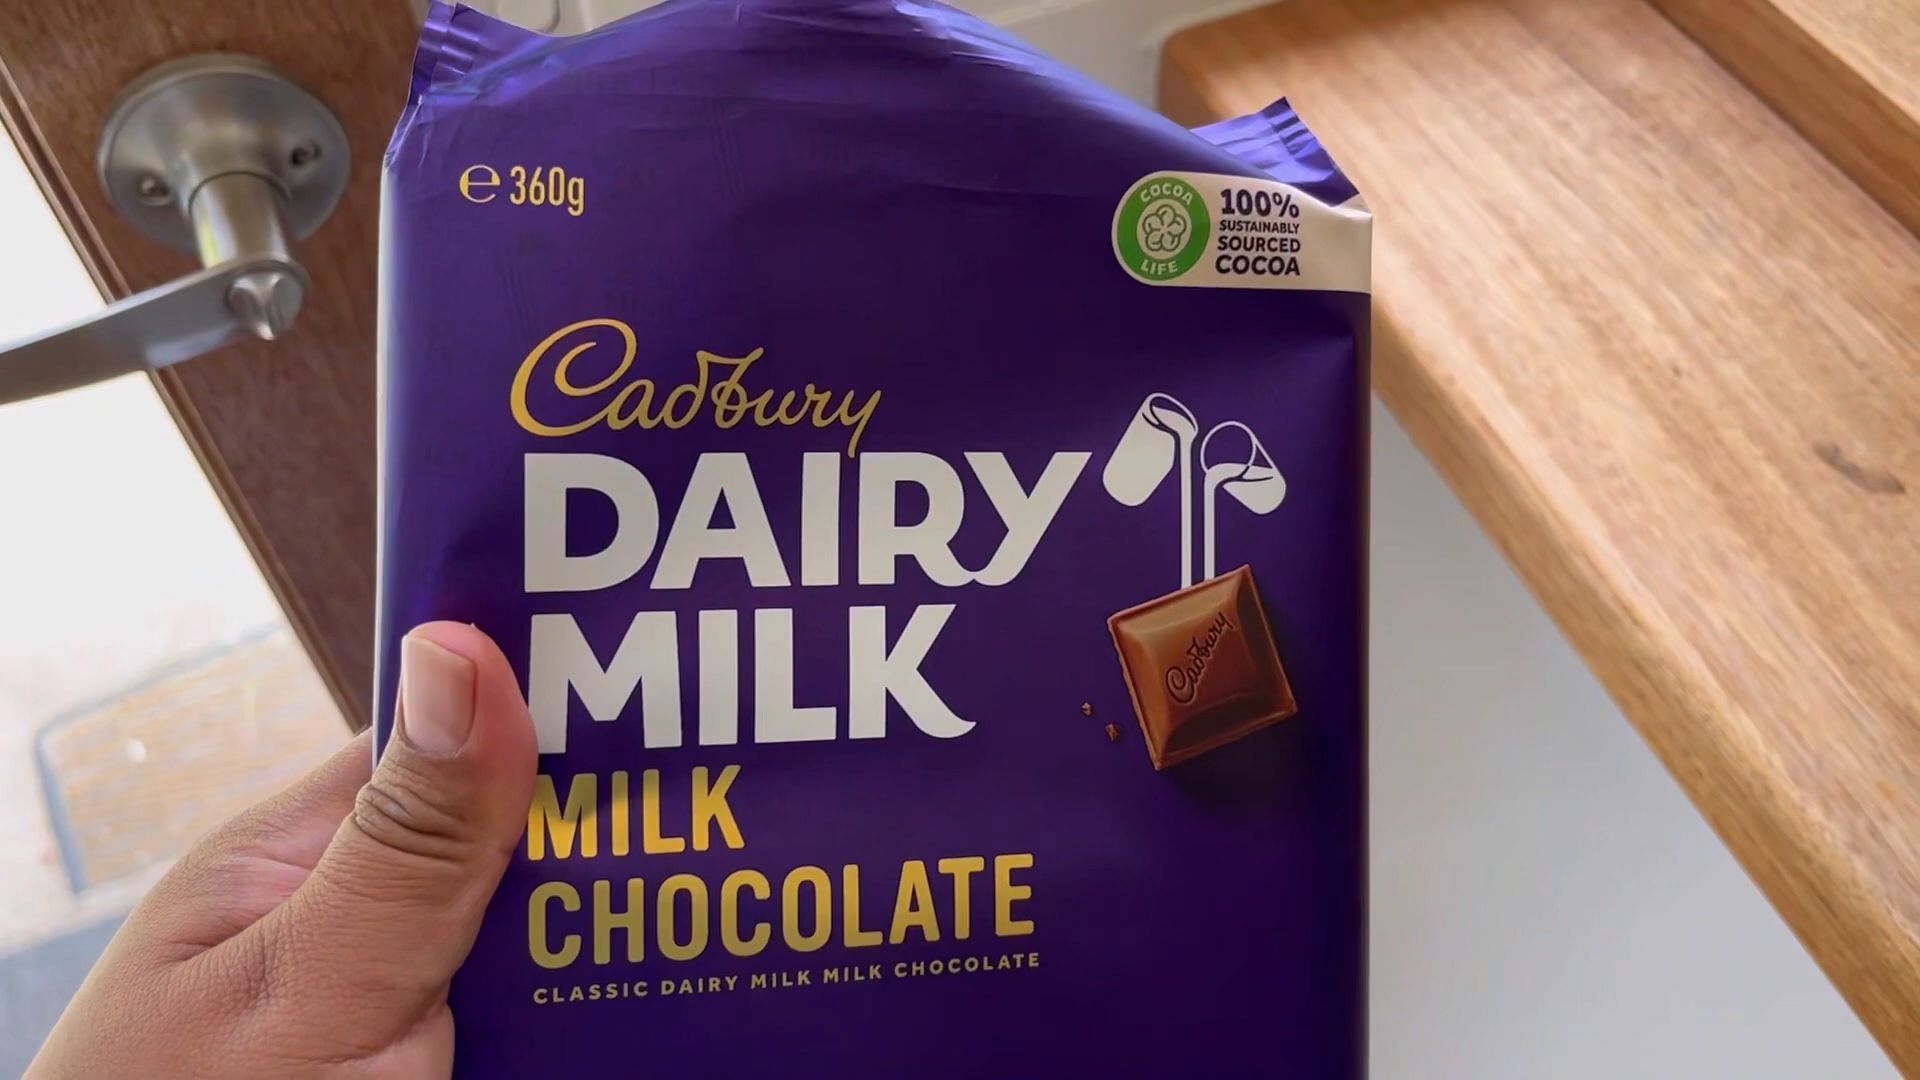 ℮ 360g
COCOA
LIFE
100%
SUSTAINABLY
SOURCED
COCOA
Cadbury
DAIRY
MILK
Cadbury
MILK
CHOCOLATE
CLASSIC DAIRY MILK MILK CHOCOLATE